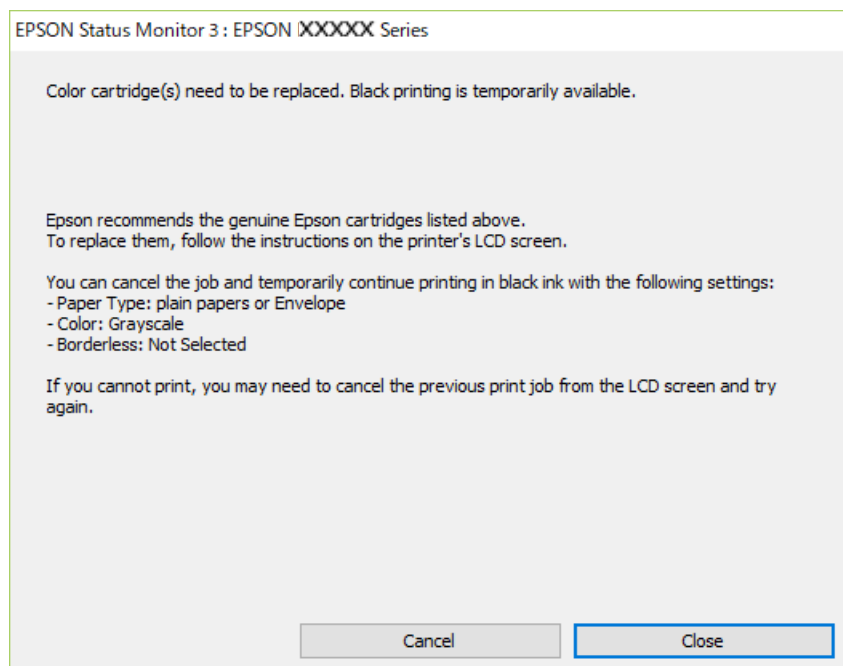 EPSON Status Monitor 3 : EPSON XXXXX Series
Color cartridge(s) need to be replaced. Black printing is temporarily available.
Epson recommends the genuine Epson cartridges listed above.
To replace them, follow the instructions on the printer's LCD screen.
You can cancel the job and temporarily continue printing in black ink with the following settings:
- Paper Type: plain papers or Envelope
- Color: Grayscale
- Borderless: Not Selected
If you cannot print, you may need to cancel the previous print job from the LCD screen and try
again.
Cancel
Close